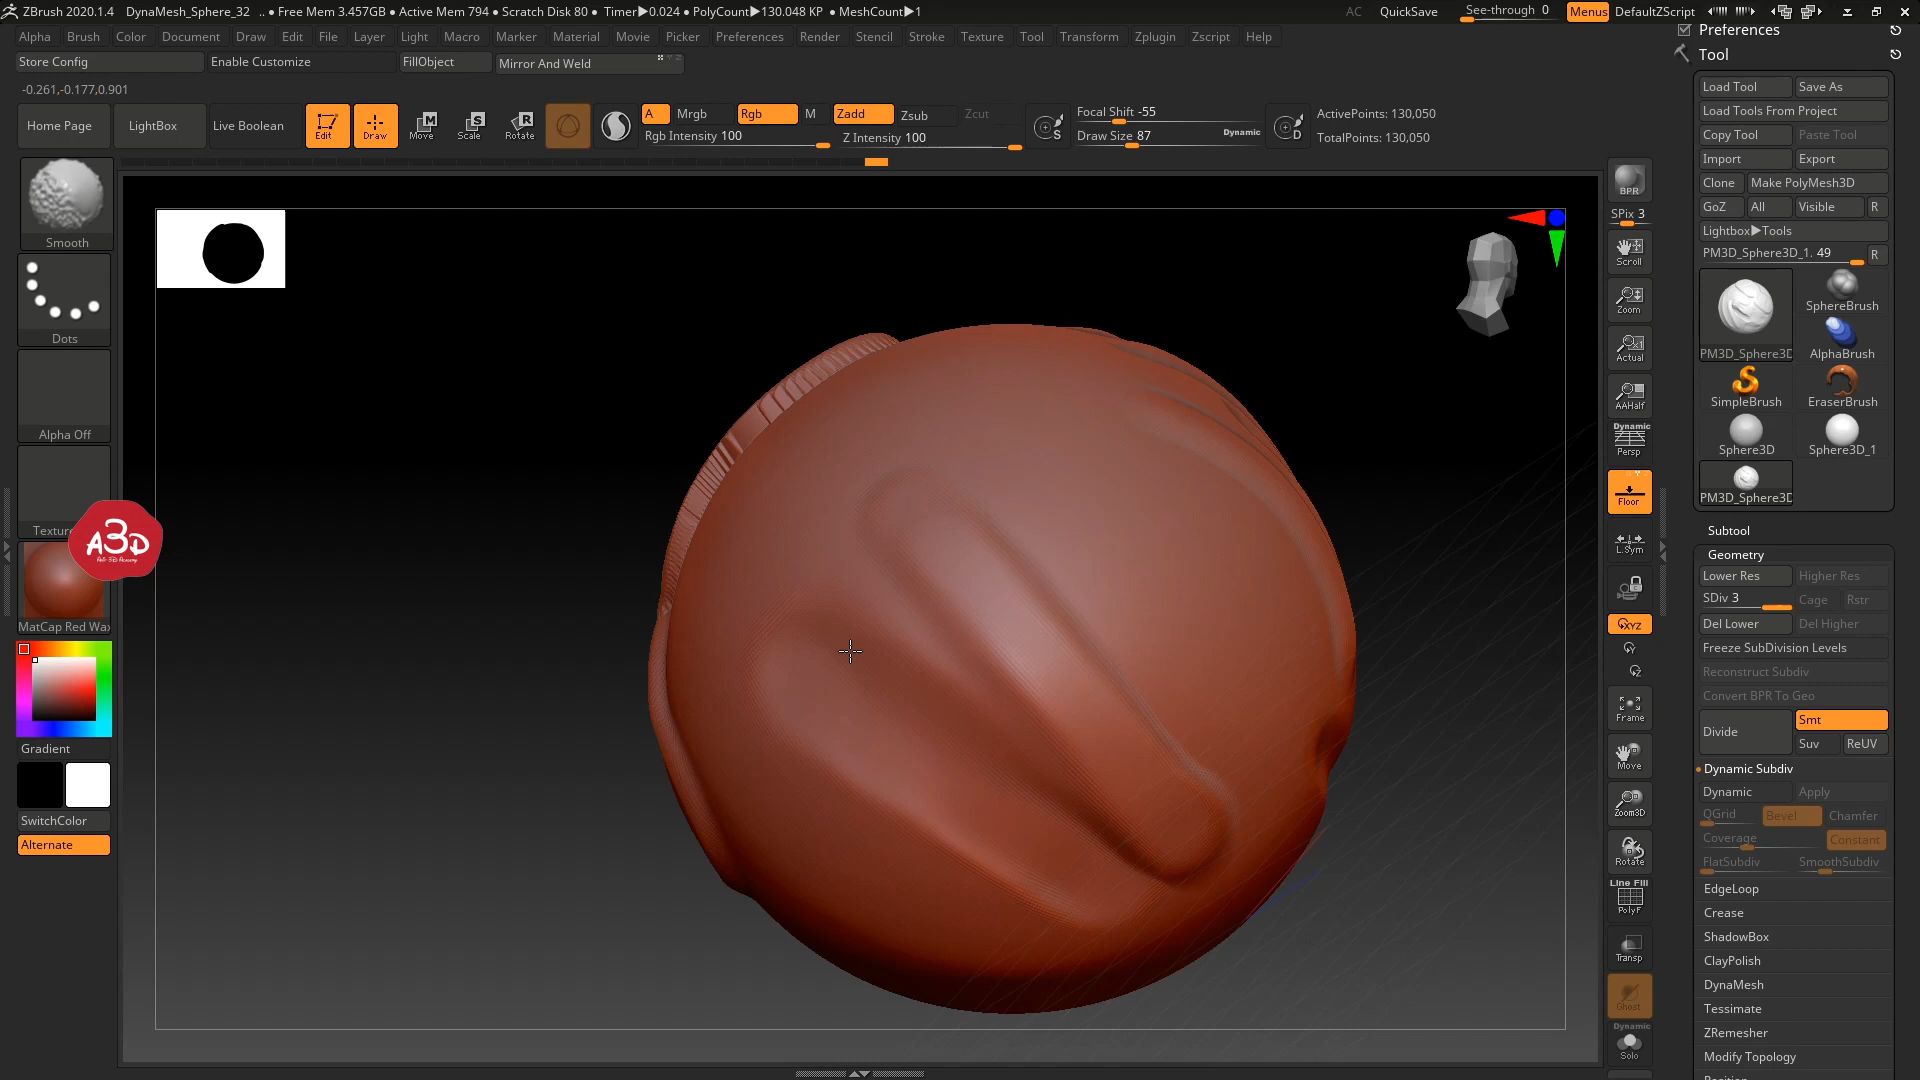 ZBrush 2020.1.4 DynaMesh_Sphere_32 .. • Free Mem 3.457GB • Active Mem 794 • Scratch Disk 80 • Timer▶0.024 • PolyCount▶130.048 KP • MeshCount▶1 AC QuickSave See-through 0 Menus DefaultZScript
Alpha Brush Color Document Draw Edit File Layer Light Macro Marker Material Movie Picker Preferences Render Stencil Stroke Texture Tool Transform Zplugin Zscript Help
Store Config Enable Customize FillObject Mirror And Weld
-0.261,-0.177,0.901
Home Page LightBox Live Boolean Edit Draw Move Scale Rotate
M S R
A Mrgb Rgb M Zadd Zsub Zcut
Rgb Intensity 100 Z Intensity 100
S Focal Shift -55
Draw Size 87 Dynamic D
ActivePoints: 130,050
TotalPoints: 130,050
Smooth
Dots
Alpha Off
Texture
A3D
MatCap Red Wax
Gradient
SwitchColor
Alternate
BPR
SPix 3
Scroll
Zoom
Actual
AAHalf
Dynamic
Persp
Floor
L.Sym
XYZ
Y
Z
Frame
Move
Zoom3D
Rotate
Line Fill
PolyF
Transp
Ghost
Dynamic
Solo
Preferences
Tool
Load Tool Save As
Load Tools From Project
Copy Tool Paste Tool
Import Export
Clone Make PolyMesh3D
GoZ All Visible R
Lightbox▶Tools
PM3D_Sphere3D_1. 49 R
PM3D_Sphere3D SphereBrush
AlphaBrush
SimpleBrush EraserBrush
Sphere3D Sphere3D_1
PM3D_Sphere3D
Subtool
Geometry
Lower Res Higher Res
SDiv 3 Cage Rstr
Del Lower Del Higher
Freeze SubDivision Levels
Reconstruct Subdiv
Convert BPR To Geo
Divide Smt
Suv ReUV
Dynamic Subdiv
Dynamic Apply
QGrid Bevel Chamfer
Coverage Constant
FlatSubdiv SmoothSubdiv
EdgeLoop
Crease
ShadowBox
ClayPolish
DynaMesh
Tessimate
ZRemesher
Modify Topology